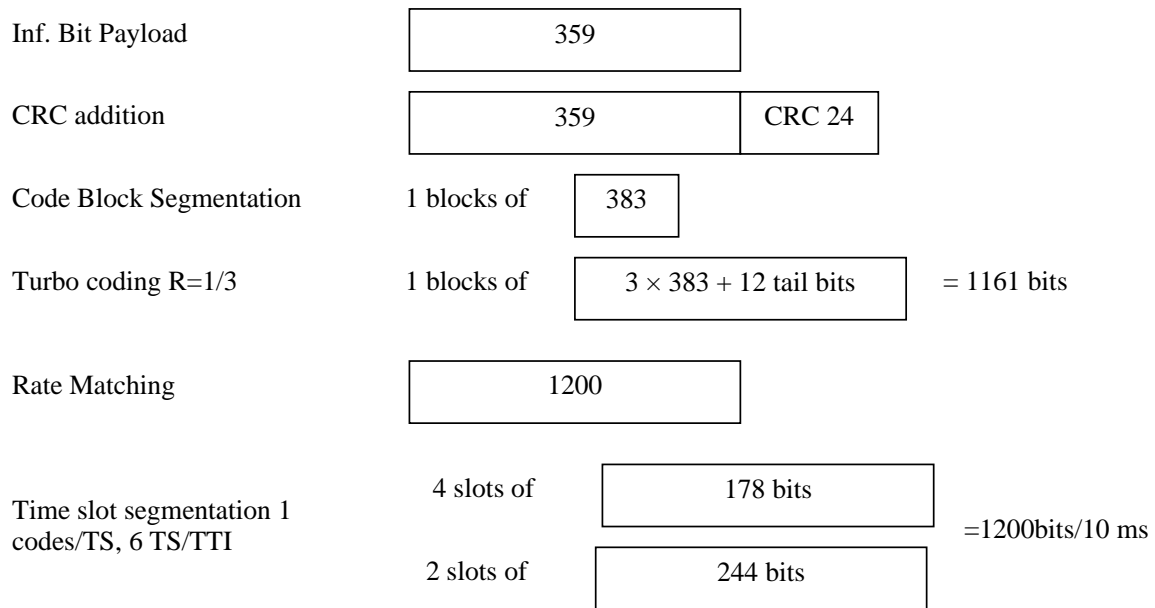 Inf. Bit Payload 359
CRC addition 359 CRC 24
Code Block Segmentation 1 blocks of 383
Turbo coding R=1/3 1 blocks of 3 × 383 + 12 tail bits = 1161 bits
Rate Matching 1200
4 slots of 178 bits
Time slot segmentation 1
codes/TS, 6 TS/TTI
=1200bits/10 ms
2 slots of 244 bits